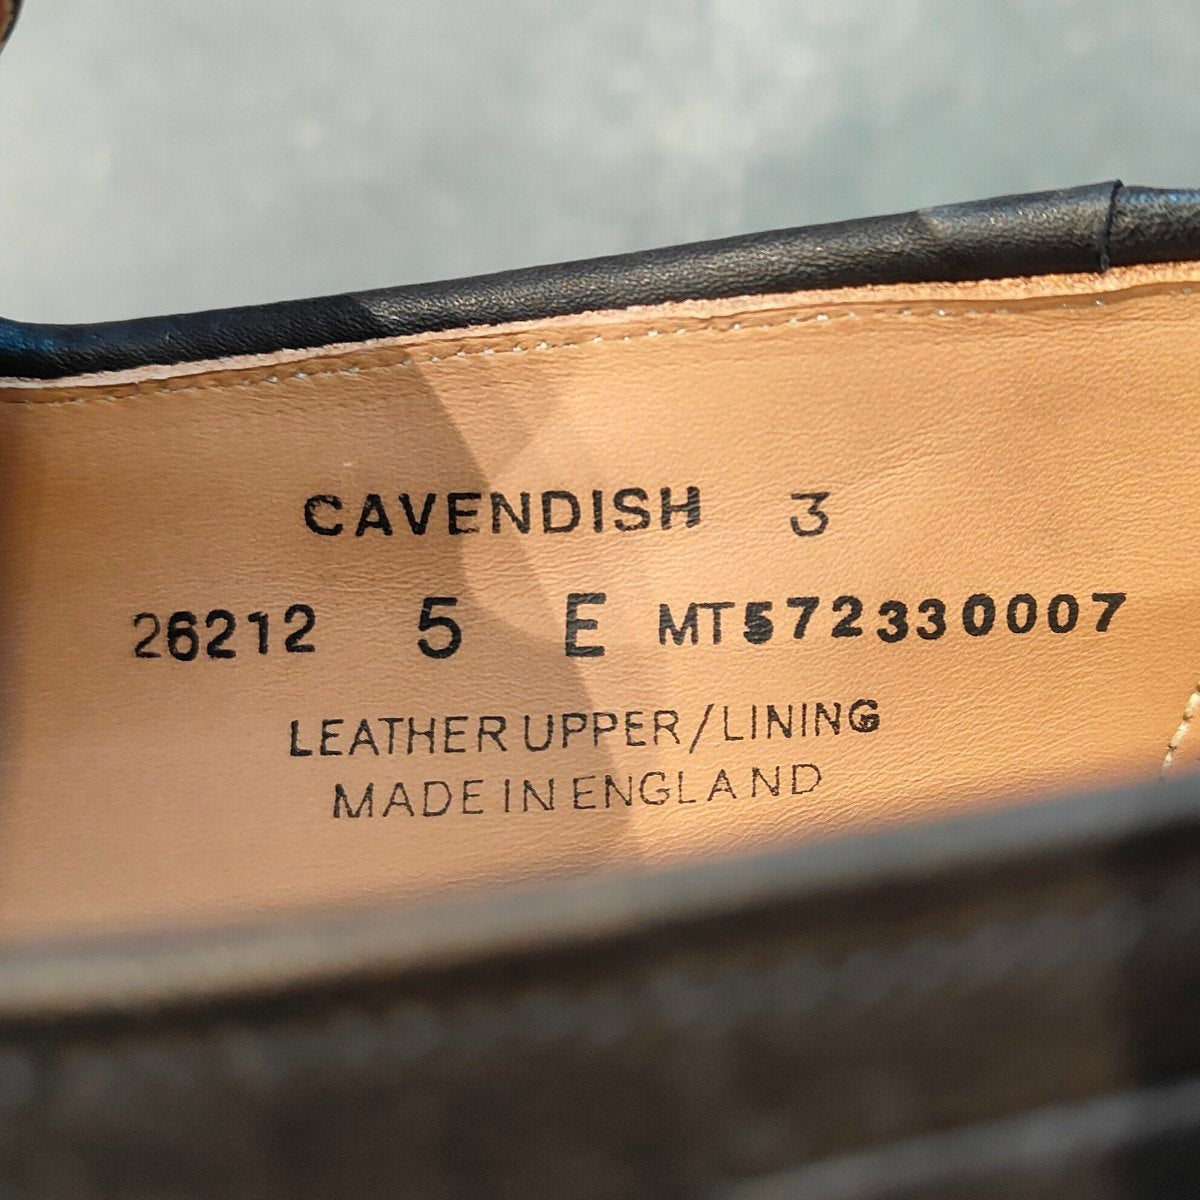 CAVENDISH 3
26212 5 E MT572330007
LEATHER UPPER/LINING
MADE IN ENGLAND